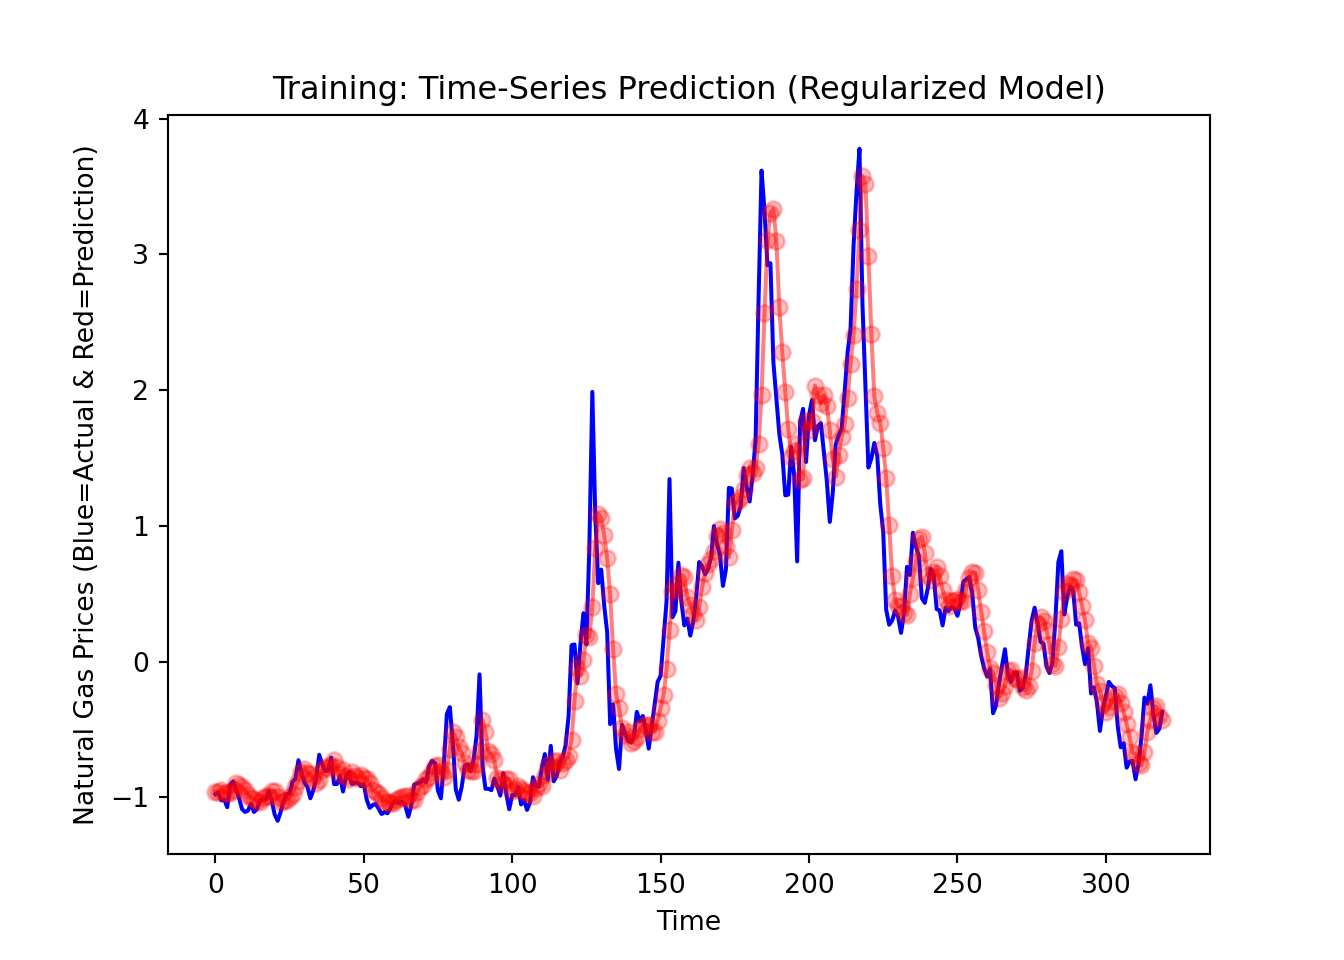 Training: Time-Series Prediction (Regularized Model)
Natural Gas Prices (Blue=Actual & Red=Prediction)
4
3
2
1
0
−1
0 50 100 150 200 250 300
Time